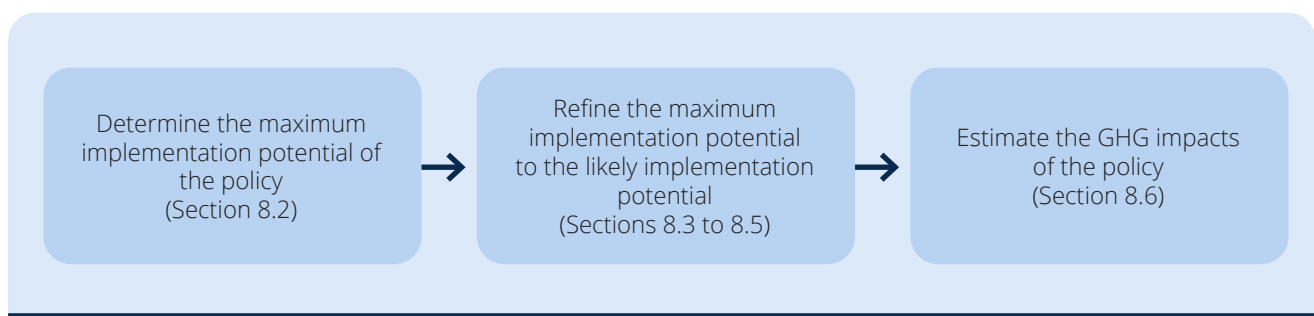 Determine the maximum
implementation potential of
the policy
(Section 8.2)
Refine the maximum
implementation potential
to the likely implementation
potential
(Sections 8.3 to 8.5)
Estimate the GHG impacts
of the policy
(Section 8.6)